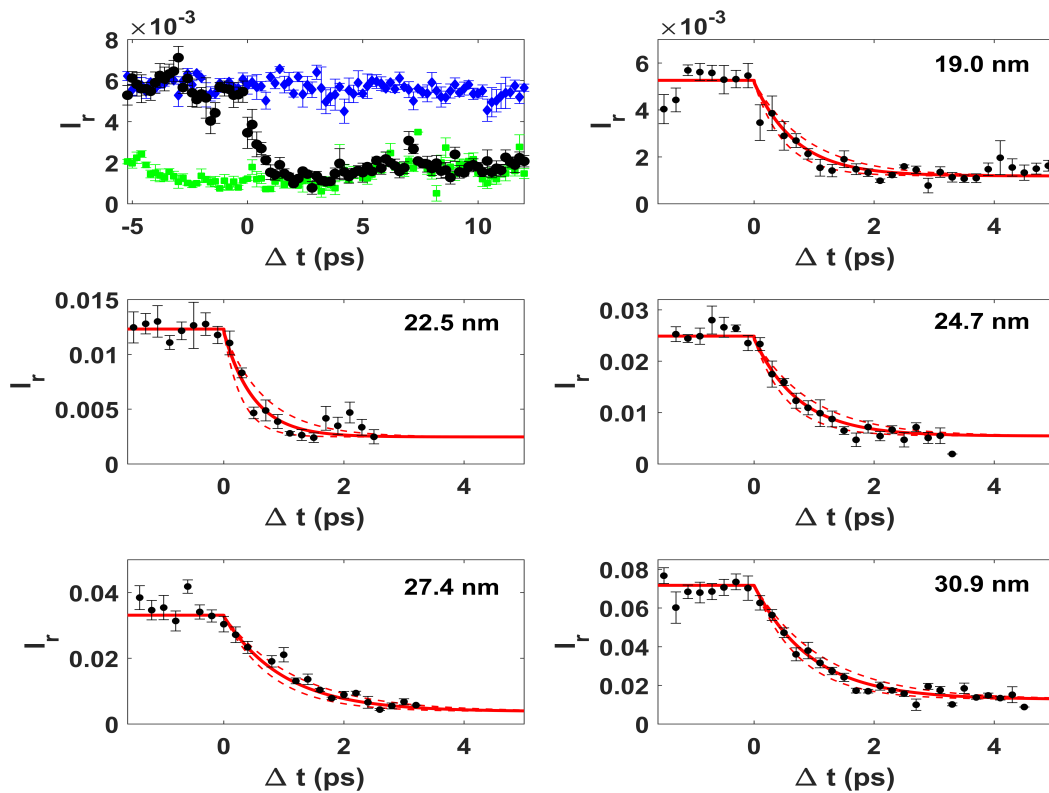 ×10⁻³
8
6
4
2
0
I_r
-5 0 5 10
Δ t (ps)
×10⁻³
19.0 nm
6
4
2
0
I_r
0 2 4
Δ t (ps)
22.5 nm
0.015
0.01
0.005
0
I_r
0 2 4
Δ t (ps)
24.7 nm
0.03
0.02
0.01
0
I_r
0 2 4
Δ t (ps)
27.4 nm
0.04
0.02
0
I_r
0 2 4
Δ t (ps)
30.9 nm
0.08
0.06
0.04
0.02
0
I_r
0 2 4
Δ t (ps)